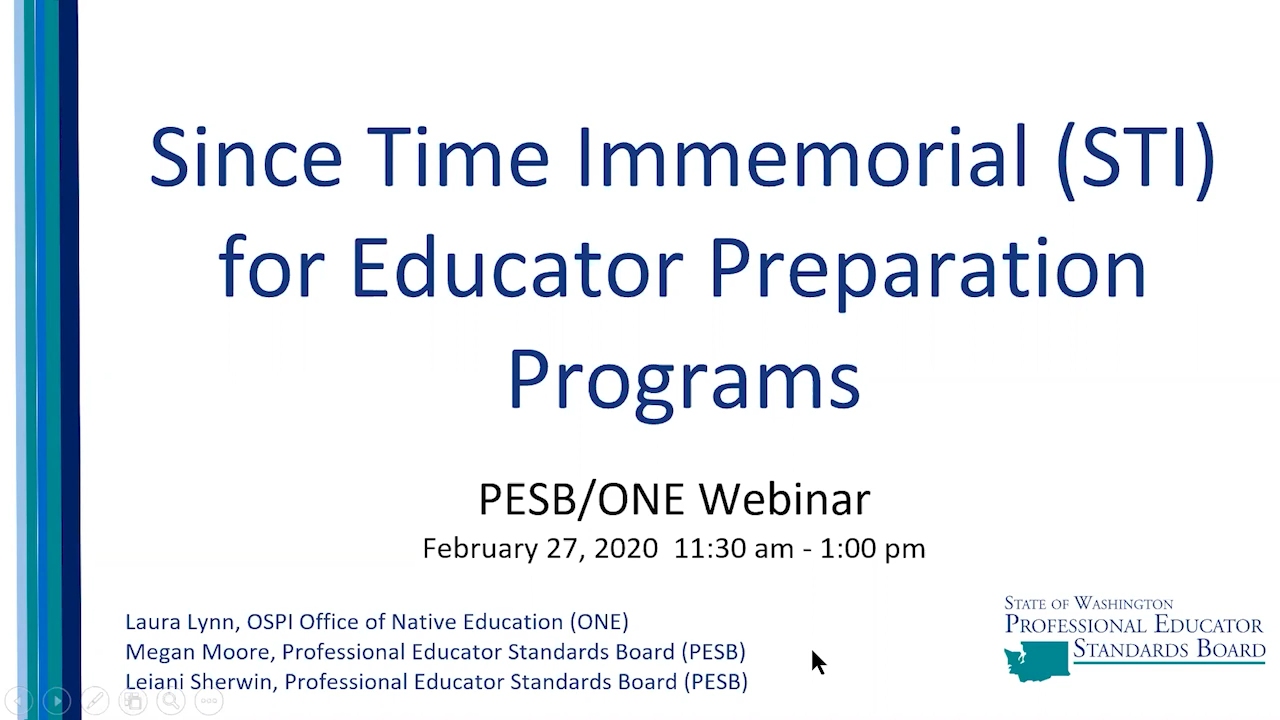 Since Time Immemorial (STI)
for Educator Preparation
Programs
PESB/ONE Webinar
February 27, 2020  11:30 am - 1:00 pm
Laura Lynn, OSPI Office of Native Education (ONE)
Megan Moore, Professional Educator Standards Board (PESB)
Leiani Sherwin, Professional Educator Standards Board (PESB)
State of Washington
Professional Educator
Standards Board